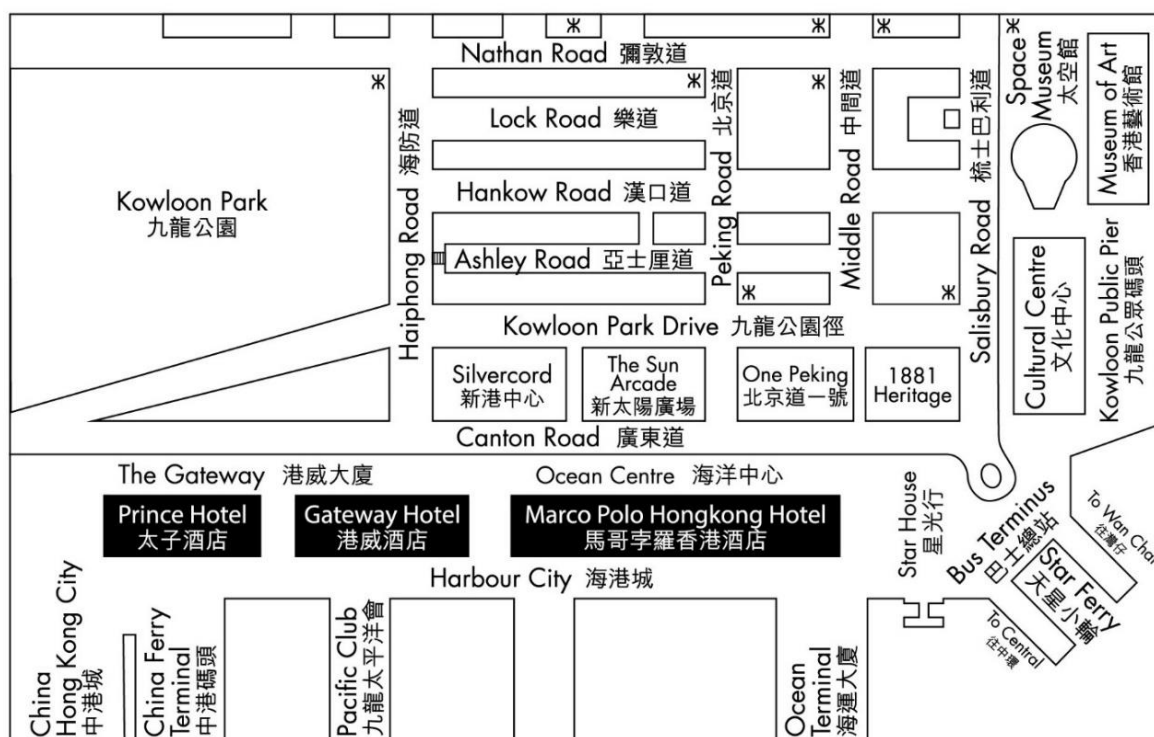 Nathan Road 彌敦道
Lock Road 樂道
Hankow Road 漢口道
Ashley Road 亞士厘道
Kowloon Park
九龍公園
Haiphong Road 海防道
Peking Road 北京道
Middle Road 中間道
Salisbury Road 梳士巴利道
Space
Museum
太空館
Museum of Art
香港藝術館
Cultural Centre
文化中心
Kowloon Public Pier
九龍公眾碼頭
Kowloon Park Drive 九龍公園徑
Silvercord
新港中心
The Sun
Arcade
新太陽廣場
One Peking
北京道一號
1881
Heritage
Canton Road 廣東道
The Gateway 港威大廈
Ocean Centre 海洋中心
Prince Hotel
太子酒店
Gateway Hotel
港威酒店
Marco Polo Hongkong Hotel
馬哥孛羅香港酒店
Star House
星光行
Bus Terminus
巴士總站
Star Ferry
天星小輪
To Wan Chai
往灣仔
To Central
往中環
Harbour City 海港城
China
Hong Kong City
中港城
China Ferry
Terminal
中港碼頭
Pacific Club
九龍太平洋會
Ocean
Terminal
海運大廈